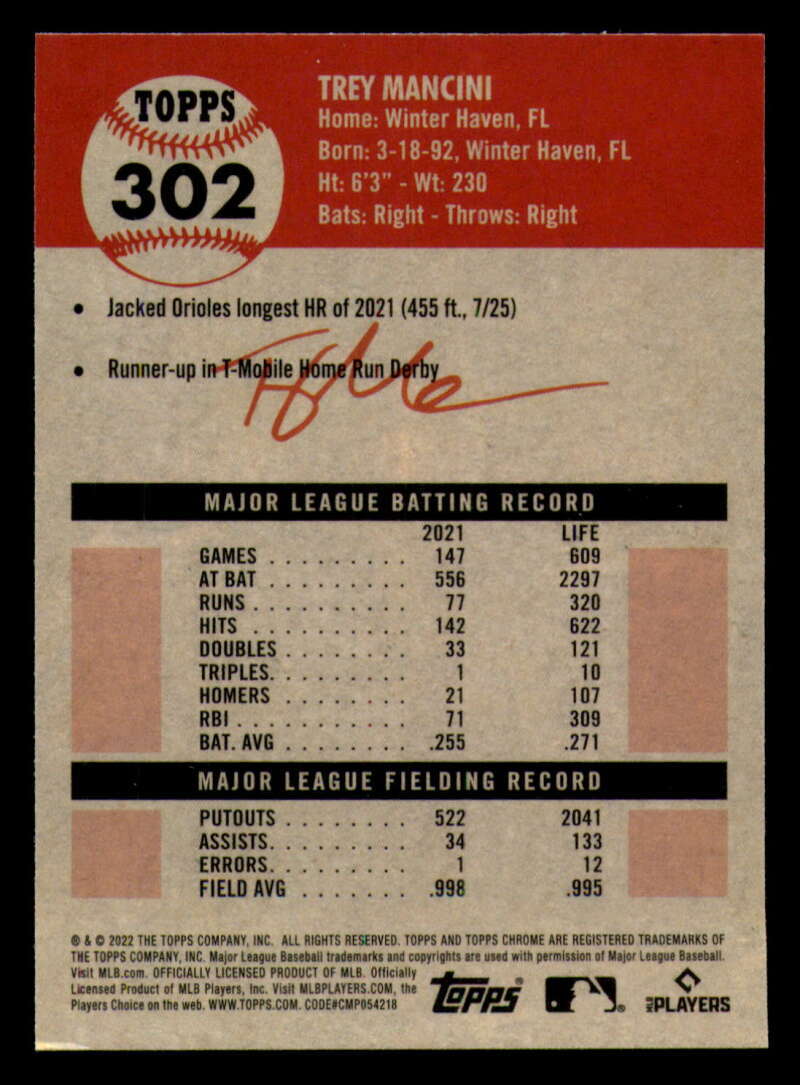 TOPPS
302
TREY MANCINI
Home: Winter Haven, FL
Born: 3-18-92, Winter Haven, FL
Ht: 6'3" - Wt: 230
Bats: Right - Throws: Right
• Jacked Orioles longest HR of 2021 (455 ft., 7/25)
• Runner-up in T-Mobile Home Run Derby
MAJOR LEAGUE BATTING RECORD
2021 LIFE
GAMES . . . . . . . . . 147 609
AT BAT . . . . . . . . . 556 2297
RUNS . . . . . . . . . . 77 320
HITS . . . . . . . . . . 142 622
DOUBLES . . . . . . . . 33 121
TRIPLES. . . . . . . . . 1 10
HOMERS . . . . . . . . 21 107
RBI . . . . . . . . . . . 71 309
BAT. AVG . . . . . . . . .255 .271
MAJOR LEAGUE FIELDING RECORD
PUTOUTS . . . . . . . . 522 2041
ASSISTS. . . . . . . . . 34 133
ERRORS. . . . . . . . . 1 12
FIELD AVG . . . . . . . .998 .995
® & © 2022 THE TOPPS COMPANY, INC. ALL RIGHTS RESERVED. TOPPS AND TOPPS CHROME ARE REGISTERED TRADEMARKS OF
THE TOPPS COMPANY, INC. Major League Baseball trademarks and copyrights are used with permission of Major League Baseball.
Visit MLB.com. OFFICIALLY LICENSED PRODUCT OF MLB. Officially
Licensed Product of MLB Players, Inc. Visit MLBPLAYERS.COM, the
Players Choice on the web. WWW.TOPPS.COM. CODE#CMP054218
Topps
MLB PLAYERS